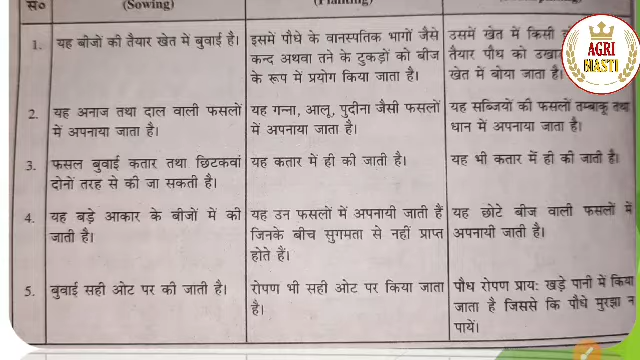 स०
(Sowing)
1.
यह बीजों की तैयार खेत में बुवाई है।
इसमें पौधे के वानस्पतिक भागों जैसे
कन्द अथवा तने के टुकड़ों को बीज
के रूप में प्रयोग किया जाता है।
उसमें खेत में किसी
तैयार पौध को
खेत में बोया जाता है।
2.
यह अनाज तथा दाल वाली फसलों
में अपनाया जाता है।
यह गन्ना, आलू, पुदीना जैसी फसलों
में अपनाया जाता है।
यह सब्जियों की फसलों तम्बाकू तथा
धान में अपनाया जाता है।
3.
फसल बुवाई कतार तथा छिटकवां
दोनों तरह से की जा सकती है।
यह कतार में ही की जाती है।
यह भी कतार में ही की जाती है।
4.
यह बड़े आकार के बीजों में की
जाती है।
यह उन फसलों में अपनायी जाती हैं
जिनके बीच सुगमता से नहीं प्राप्त
होते हैं।
यह छोटे बीज वाली फसलों में
अपनायी जाती है।
5.
बुवाई सही ओट पर की जाती है।
रोपण भी सही ओट पर किया जाता
है।
पौध रोपण प्राय: खड़े पानी में किया
जाता है जिससे कि पौधे मुरझा न
पायें।
AGRI
MASTI